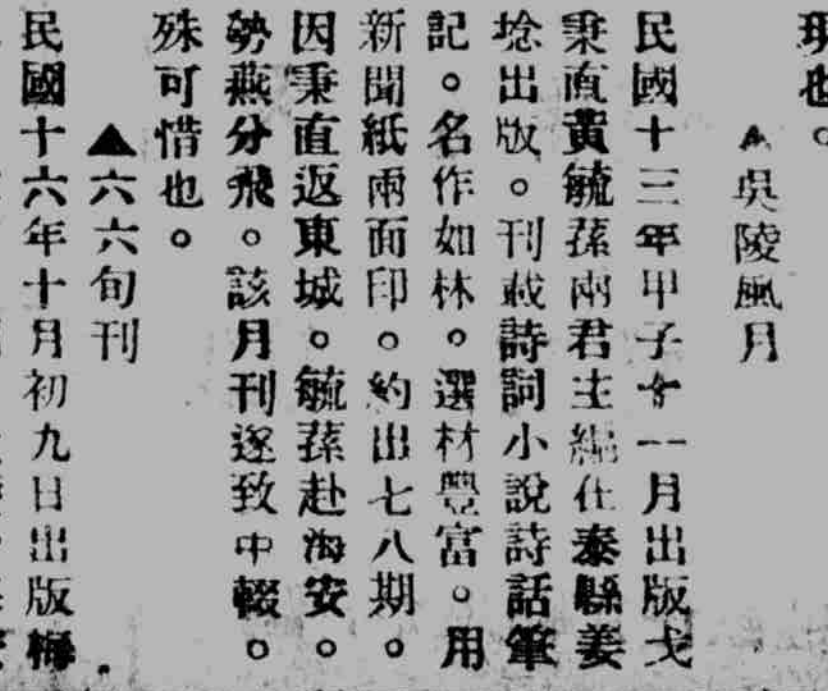 現也。
▲吳陵風月
民國十三年甲子十一月出版戈
秉直黃毓蓀兩君主編在泰縣姜
埝出版。刊載詩詞小說詩話筆
記。名作如林。選材豐富。用
新聞紙兩面印。約出七八期。
因秉直返東城。毓蓀赴海安。
勢燕分飛。該月刊遂致中輟。
殊可惜也。
▲六六旬刊
民國十六年十月初九日出版梅